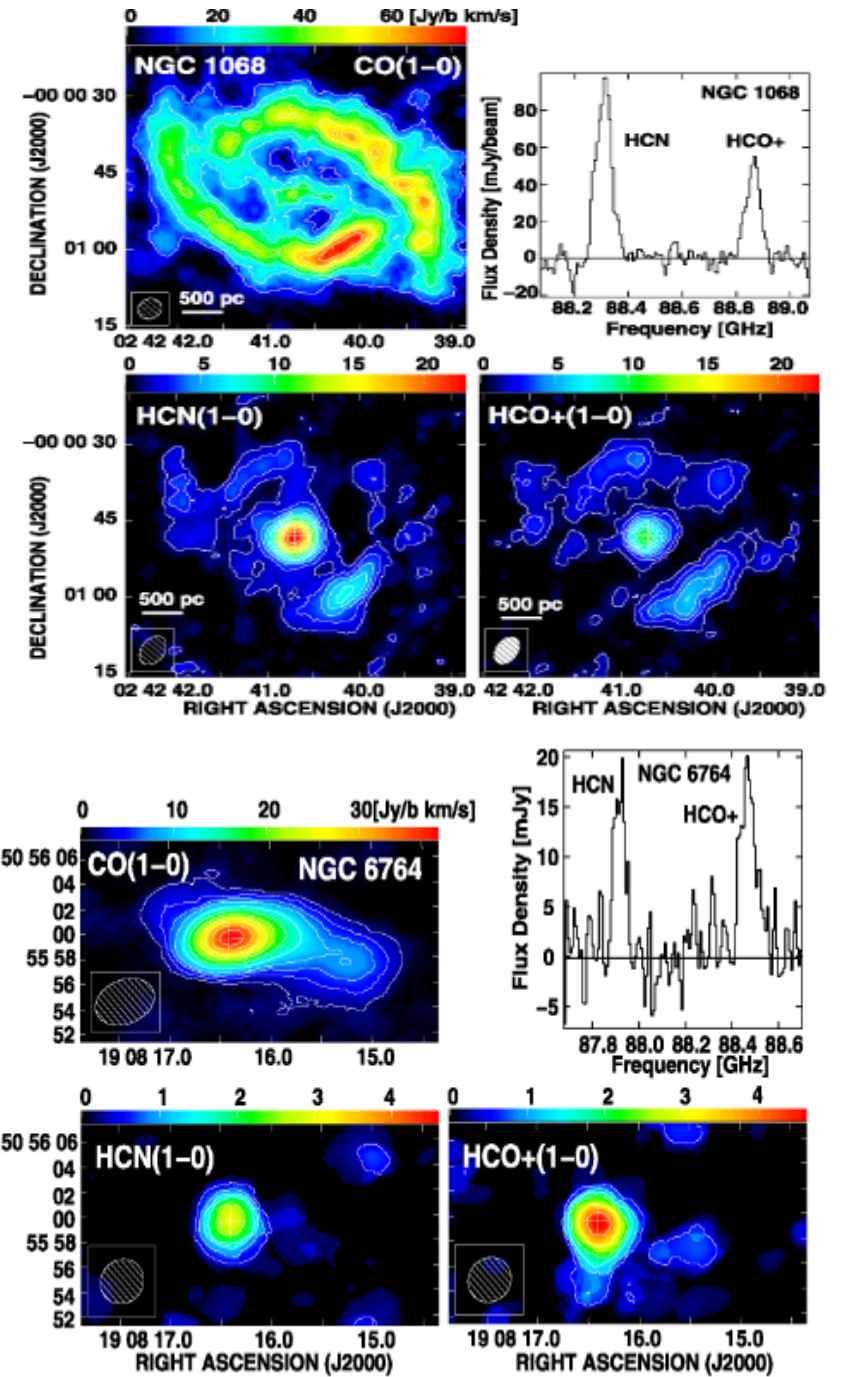 0 20 40 60 [Jy/b km/s]
NGC 1068 CO(1−0)
−00 00 30
45
01 00
15
DECLINATION (J2000)
500 pc
02 42 42.0 41.0 40.0 39.0
NGC 1068
HCN
HCO+
80
60
40
20
0
−20
Flux Density [mJy/beam]
88.2 88.4 88.6 88.8 89.0
Frequency [GHz]
0 5 10 15 20
HCN(1−0)
−00 00 30
45
01 00
15
DECLINATION (J2000)
500 pc
02 42 42.0 41.0 40.0 39.0
RIGHT ASCENSION (J2000)
0 5 10 15 20
HCO+(1−0)
500 pc
42 42.0 41.0 40.0 39.0
RIGHT ASCENSION (J2000)
0 10 20 30[Jy/b km/s]
CO(1−0) NGC 6764
50 56 06
04
02
00
55 58
56
54
52
19 08 17.0 16.0 15.0
HCN NGC 6764
HCO+
20
15
10
5
0
−5
Flux Density [mJy]
87.8 88.0 88.2 88.4 88.6
Frequency [GHz]
0 1 2 3 4
HCN(1−0)
50 56 06
04
02
00
55 58
56
54
52
19 08 17.0 16.0 15.0
RIGHT ASCENSION (J2000)
0 1 2 3 4
HCO+(1−0)
19 08 17.0 16.0 15.0
RIGHT ASCENSION (J2000)